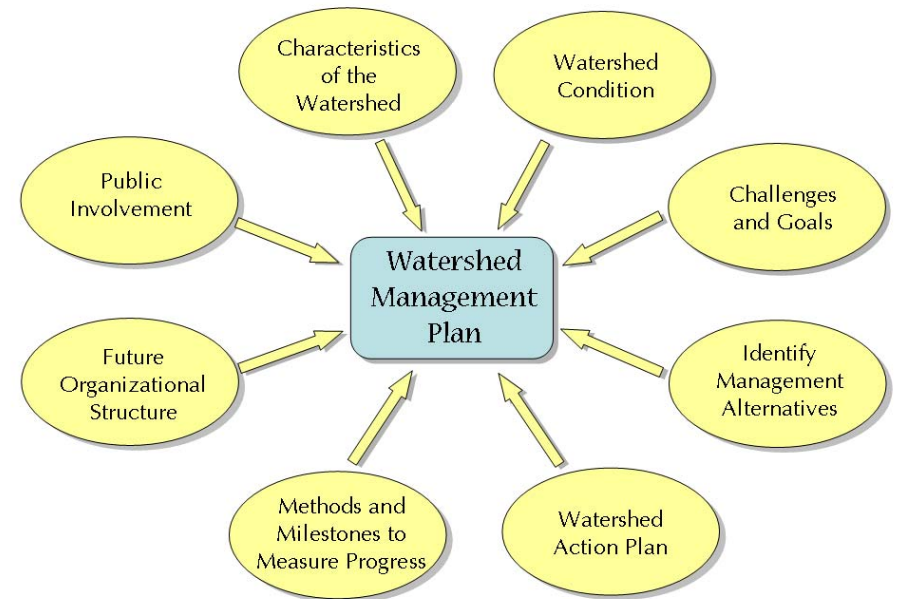 Characteristics
of the
Watershed
Watershed
Condition
Public
Involvement
Challenges
and Goals
Watershed
Management
Plan
Future
Organizational
Structure
Identify
Management
Alternatives
Methods and
Milestones to
Measure Progress
Watershed
Action Plan